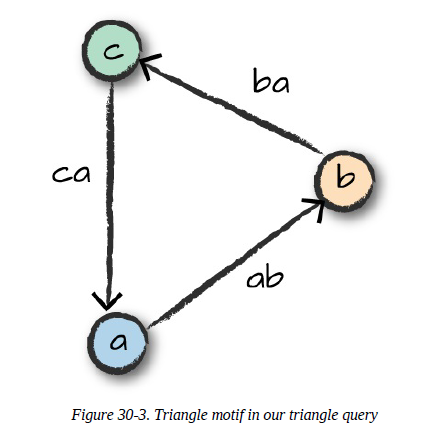 c
ba
ca
b
ab
a
Figure 30-3. Triangle motif in our triangle query